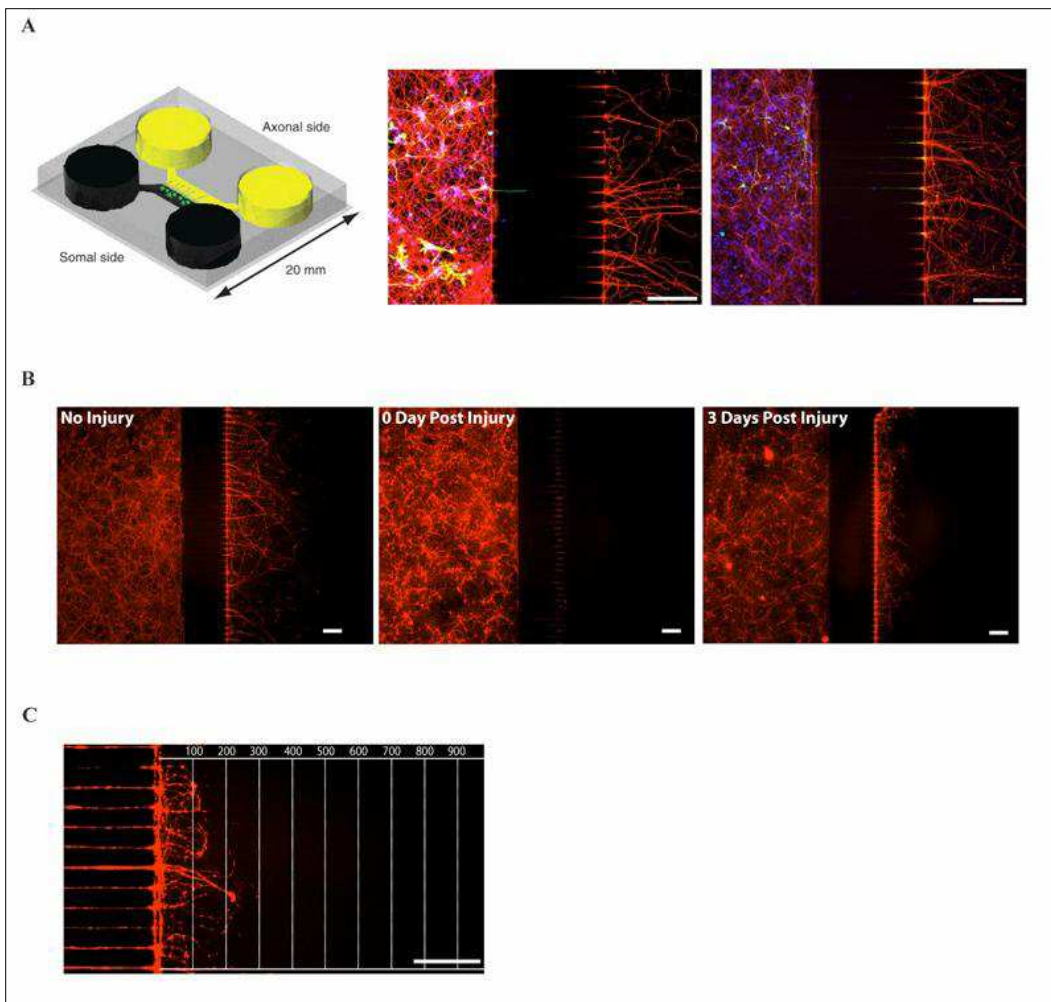 A
Axonal side
Somal side
20 mm
B
No Injury
0 Day Post Injury
3 Days Post Injury
C
100 200 300 400 500 600 700 800 900